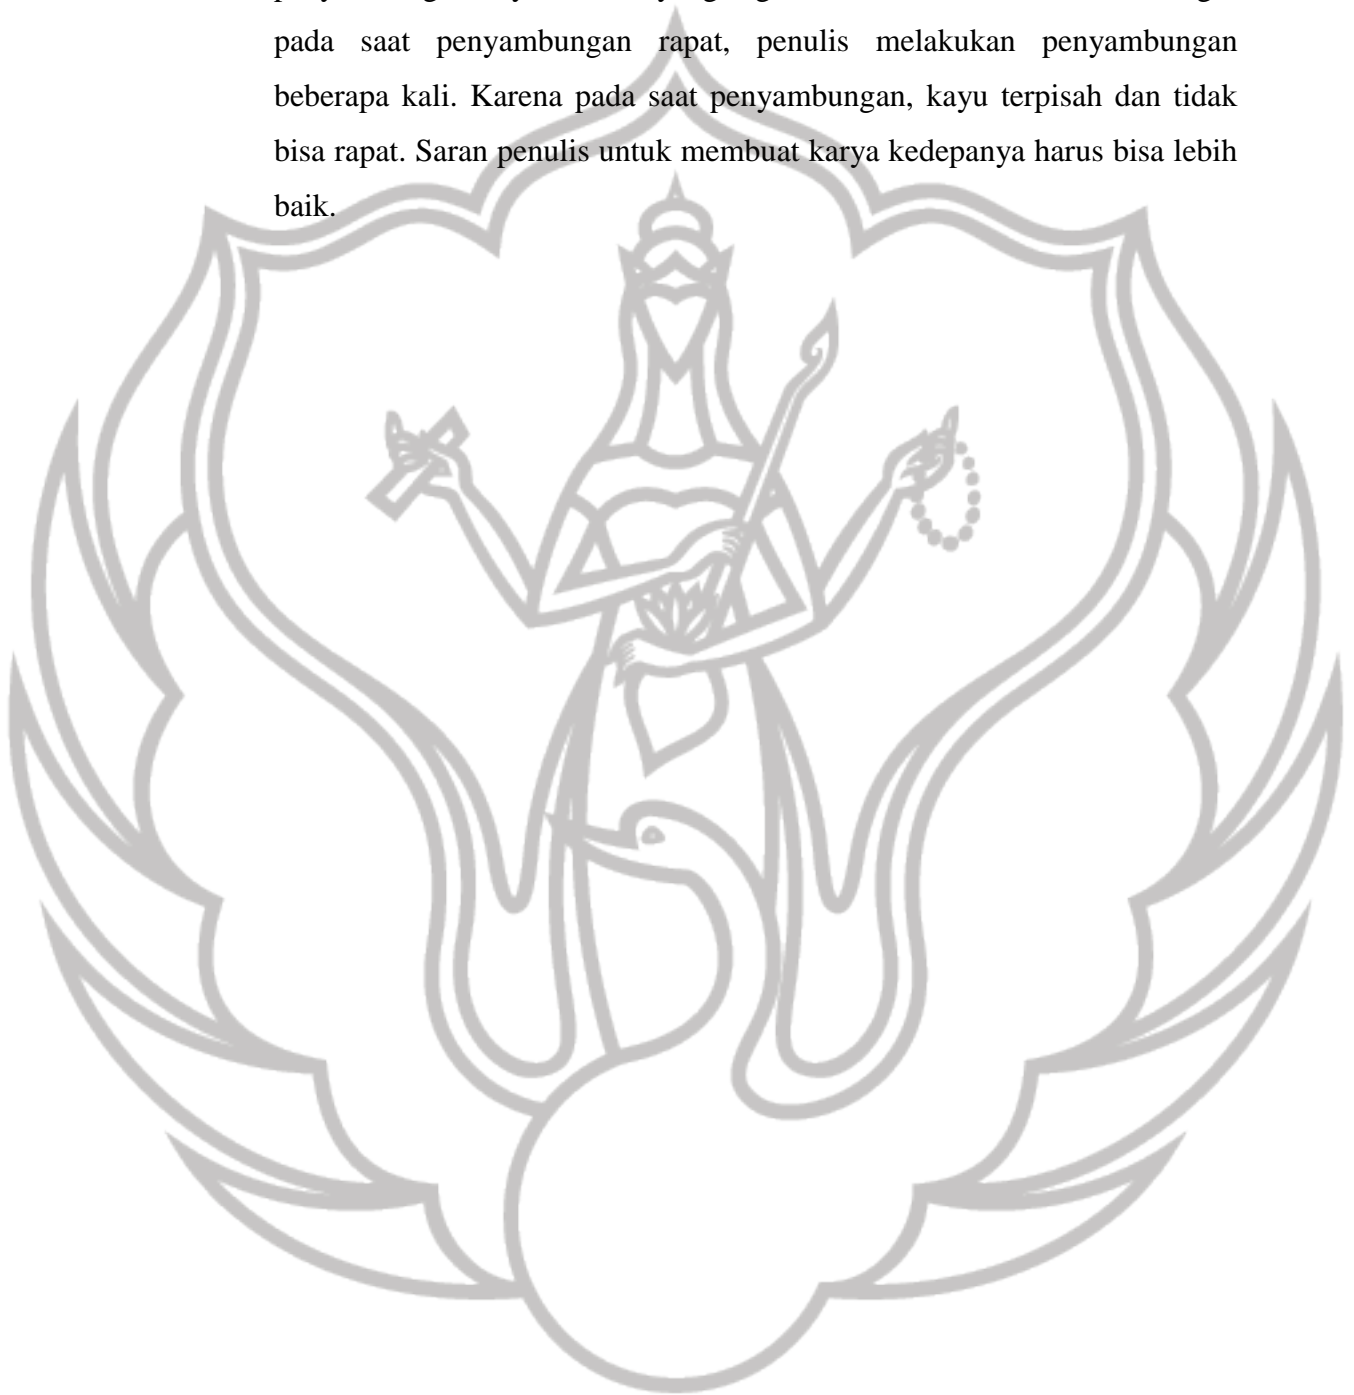 pada saat penyambungan rapat, penulis melakukan penyambungan
beberapa kali. Karena pada saat penyambungan, kayu terpisah dan tidak
bisa rapat. Saran penulis untuk membuat karya kedepanya harus bisa lebih
baik.